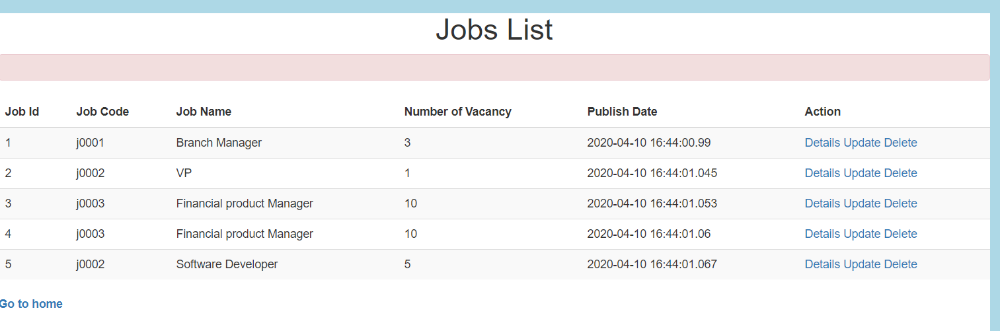 Jobs List
Job Id Job Code Job Name Number of Vacancy Publish Date Action
1 j0001 Branch Manager 3 2020-04-10 16:44:00.99 Details Update Delete
2 j0002 VP 1 2020-04-10 16:44:01.045 Details Update Delete
3 j0003 Financial product Manager 10 2020-04-10 16:44:01.053 Details Update Delete
4 j0003 Financial product Manager 10 2020-04-10 16:44:01.06 Details Update Delete
5 j0002 Software Developer 5 2020-04-10 16:44:01.067 Details Update Delete
Go to home